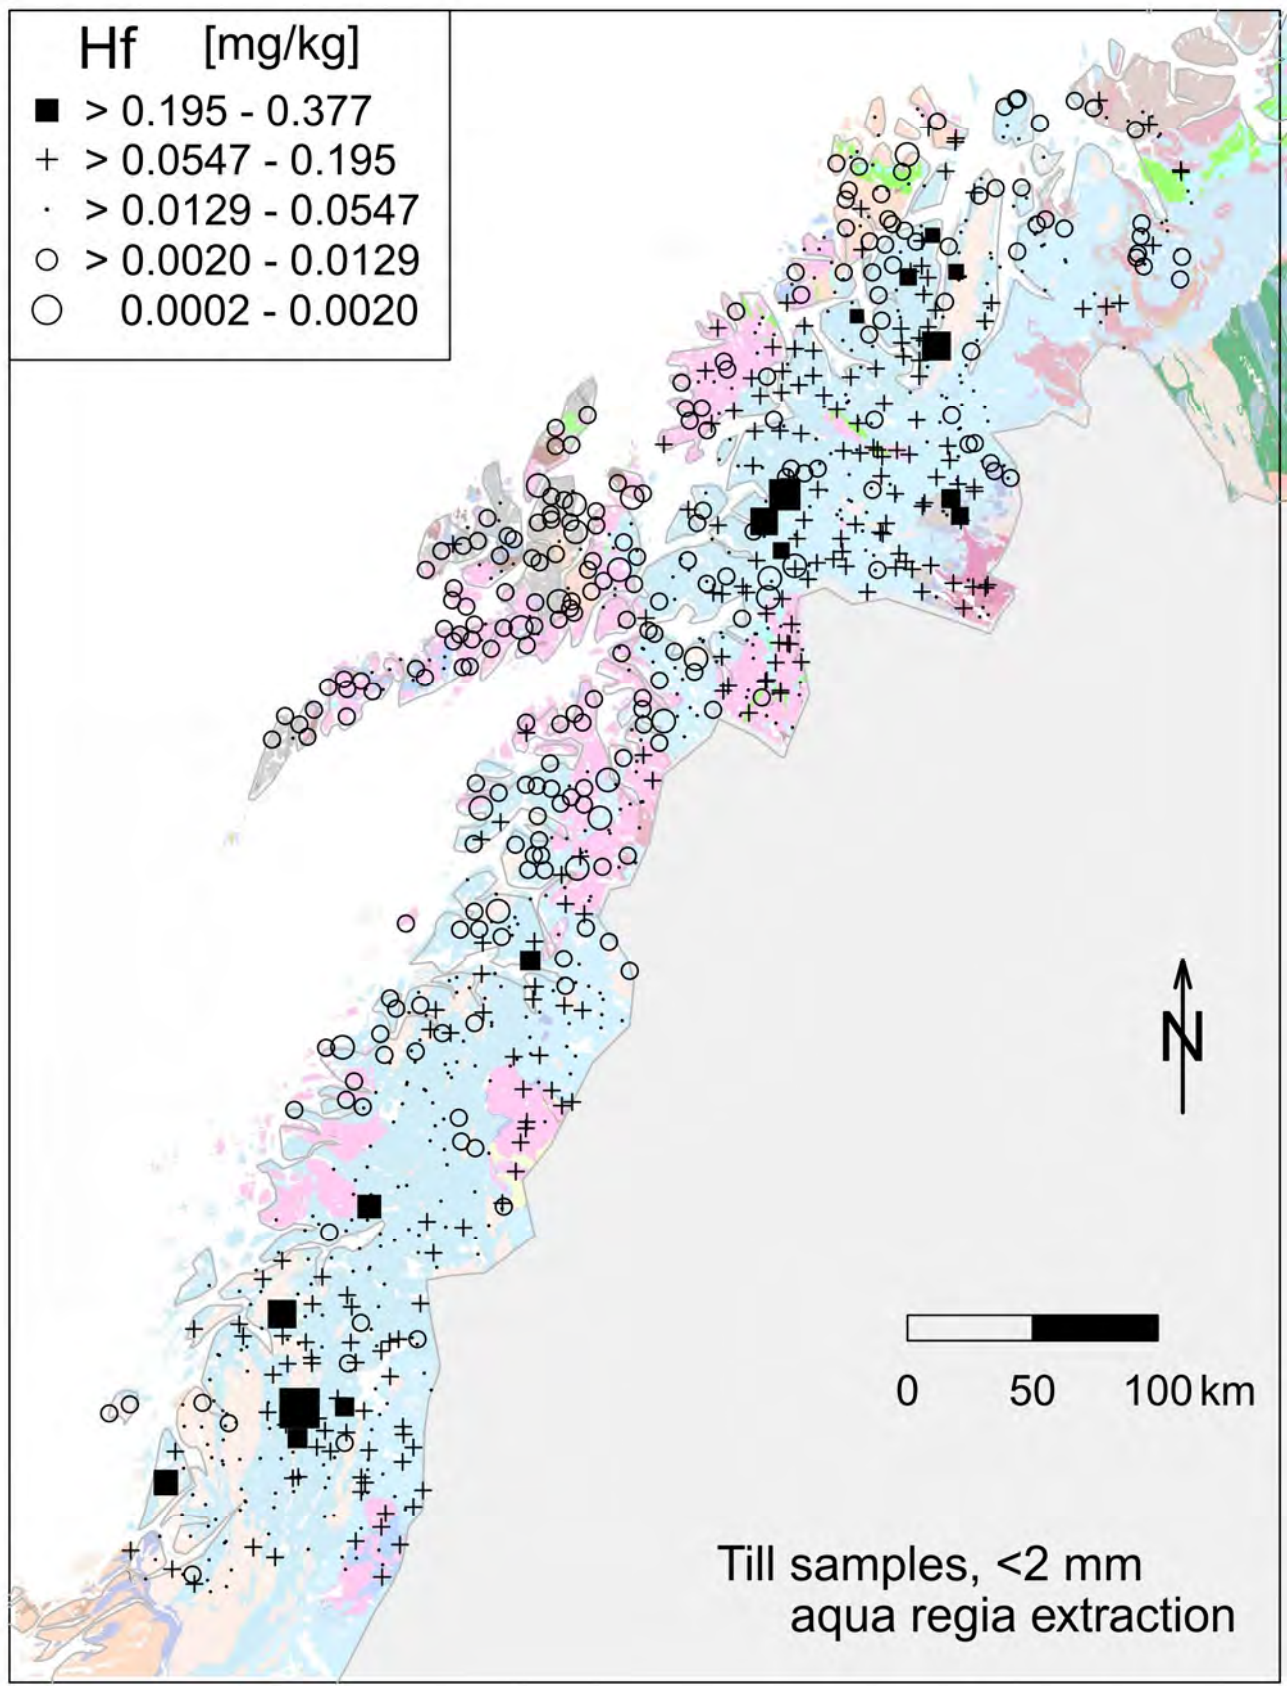 Hf [mg/kg]
> 0.195 - 0.377
> 0.0547 - 0.195
> 0.0129 - 0.0547
> 0.0020 - 0.0129
0.0002 - 0.0020
N
0 50 100 km
Till samples, <2 mm
aqua regia extraction